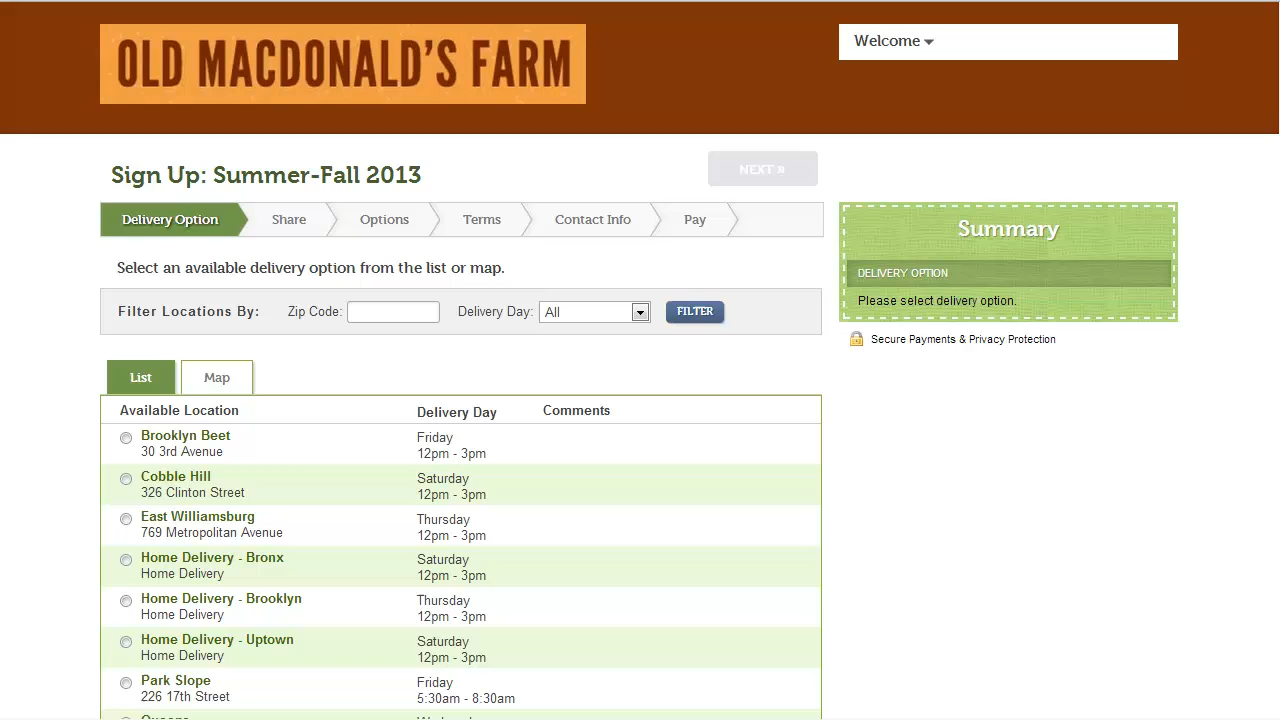 OLD MACDONALD'S FARM
Welcome
Sign Up: Summer-Fall 2013
NEXT »
Delivery Option
Share
Options
Terms
Contact Info
Pay
Summary
DELIVERY OPTION
Please select delivery option.
Secure Payments & Privacy Protection
Select an available delivery option from the list or map.
Filter Locations By: Zip Code: Delivery Day: All FILTER
List Map
Available Location Delivery Day Comments
Brooklyn Beet Friday
30 3rd Avenue 12pm - 3pm
Cobble Hill Saturday
326 Clinton Street 12pm - 3pm
East Williamsburg Thursday
769 Metropolitan Avenue 12pm - 3pm
Home Delivery - Bronx Saturday
Home Delivery 12pm - 3pm
Home Delivery - Brooklyn Thursday
Home Delivery 12pm - 3pm
Home Delivery - Uptown Saturday
Home Delivery 12pm - 3pm
Park Slope Friday
226 17th Street 5:30am - 8:30am